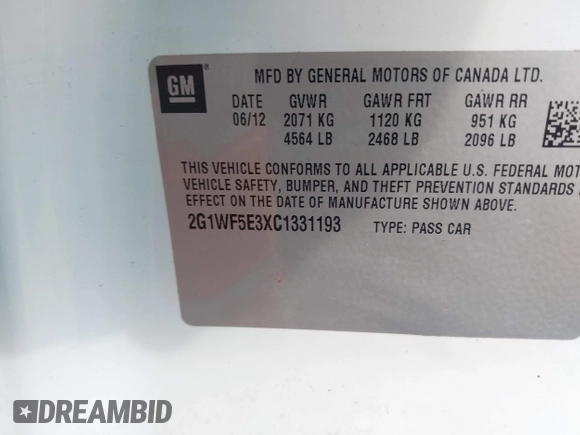 GM ®
MFD BY GENERAL MOTORS OF CANADA LTD.
DATE GVWR GAWR FRT GAWR RR
06/12 2071 KG 1120 KG 951 KG
4564 LB 2468 LB 2096 LB
THIS VEHICLE CONFORMS TO ALL APPLICABLE U.S. FEDERAL MOT
VEHICLE SAFETY, BUMPER, AND THEFT PREVENTION STANDARDS
EFFECT ON THE DATE OF MANUFACTURE SHOWN ABOVE.
2G1WF5E3XC1331193 TYPE: PASS CAR
DREAMBID